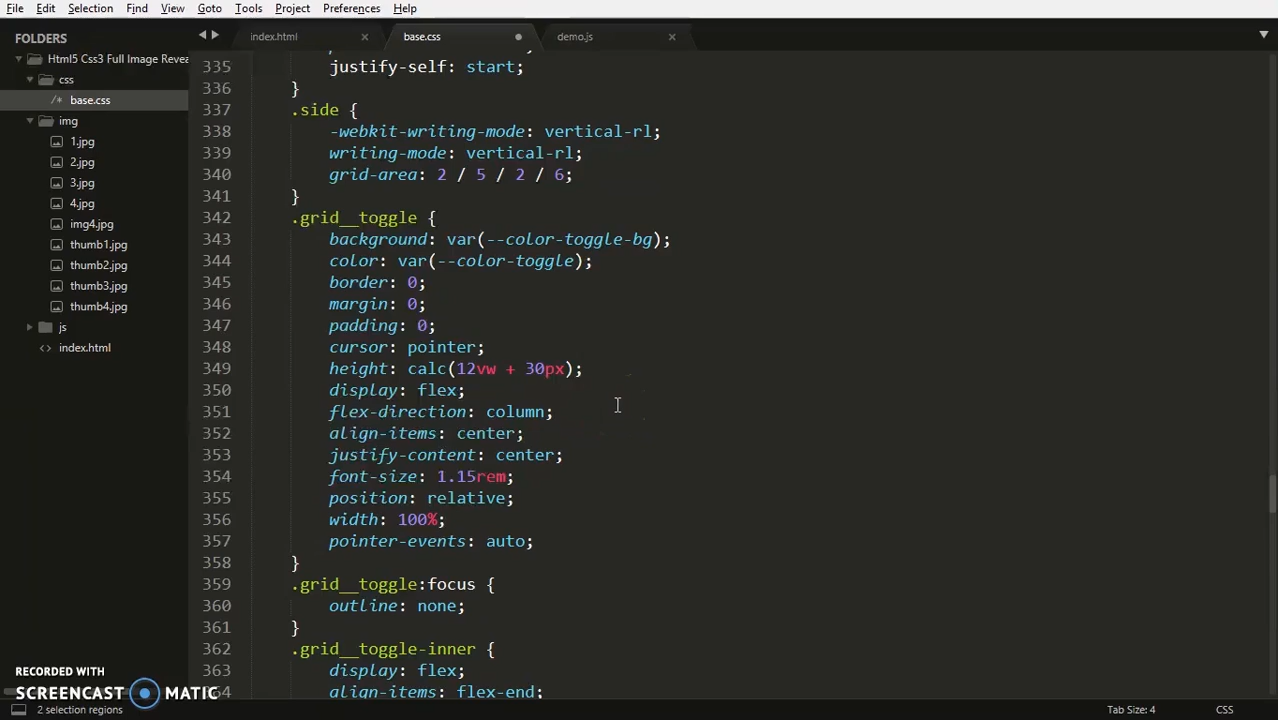 File Edit Selection Find View Goto Tools Project Preferences Help
FOLDERS
Html5 Css3 Full Image Revea
css
/* base.css
img
1.jpg
2.jpg
3.jpg
4.jpg
img4.jpg
thumb1.jpg
thumb2.jpg
thumb3.jpg
thumb4.jpg
js
index.html
index.html base.css demo.js
335 justify-self: start;
336 }
337 .side {
338 -webkit-writing-mode: vertical-rl;
339 writing-mode: vertical-rl;
340 grid-area: 2 / 5 / 2 / 6;
341 }
342 .grid__toggle {
343 background: var(--color-toggle-bg);
344 color: var(--color-toggle);
345 border: 0;
346 margin: 0;
347 padding: 0;
348 cursor: pointer;
349 height: calc(12vw + 30px);
350 display: flex;
351 flex-direction: column;
352 align-items: center;
353 justify-content: center;
354 font-size: 1.15rem;
355 position: relative;
356 width: 100%;
357 pointer-events: auto;
358 }
359 .grid__toggle:focus {
360 outline: none;
361 }
362 .grid__toggle-inner {
363 display: flex;
364 align-items: flex-end;
RECORDED WITH
SCREENCAST MATIC
2 selection regions Tab Size: 4 CSS